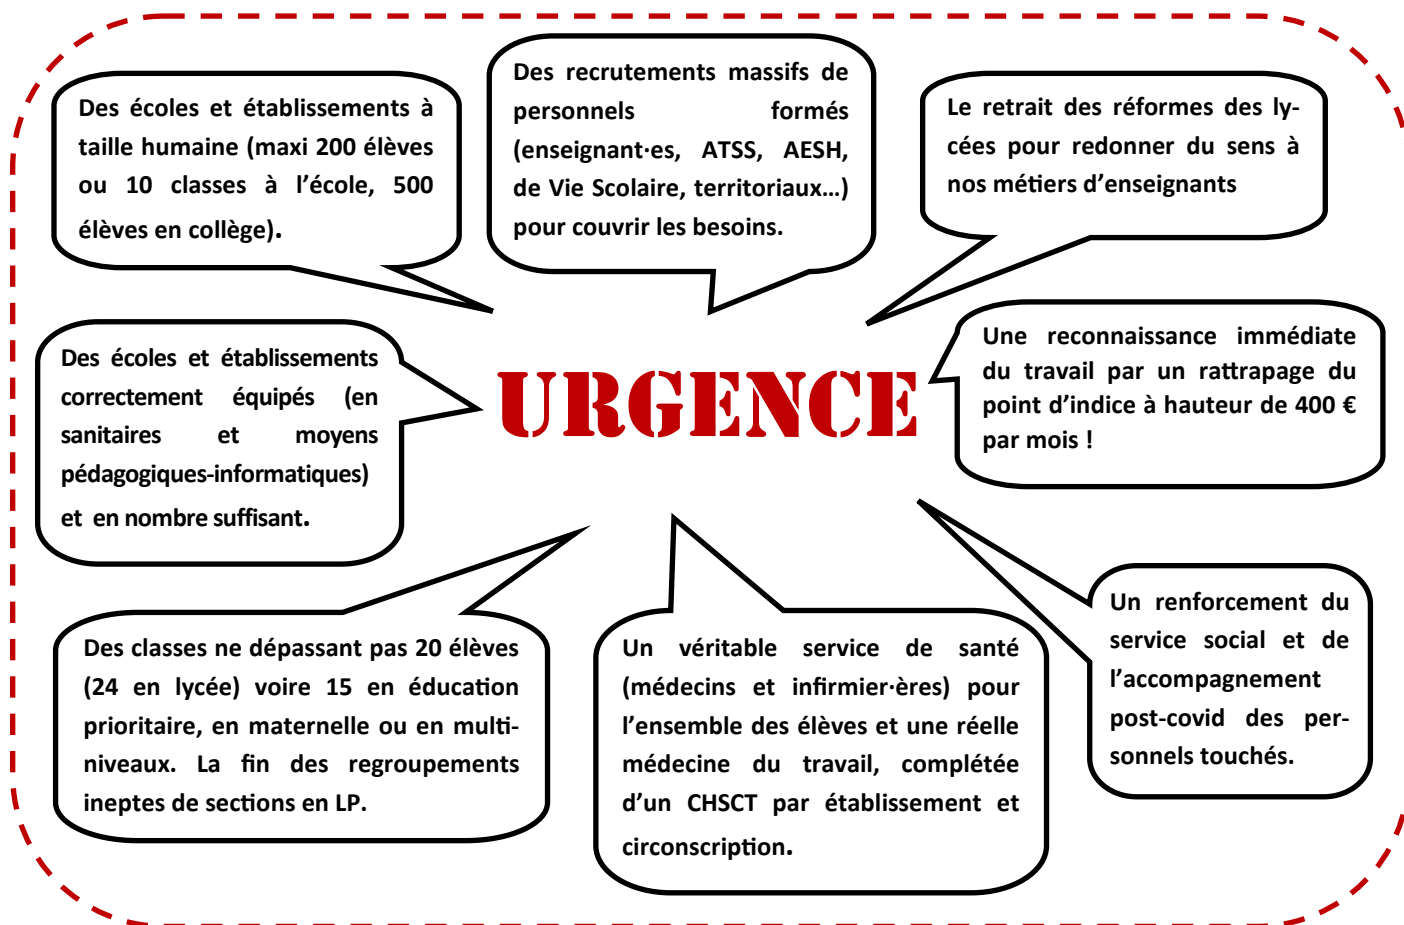 Des écoles et établissements à
taille humaine (maxi 200 élèves
ou 10 classes à l'école, 500
élèves en collège).
Des recrutements massifs de
personnels formés
(enseignant·es, ATSS, AESH,
de Vie Scolaire, territoriaux…)
pour couvrir les besoins.
Le retrait des réformes des ly-
cées pour redonner du sens à
nos métiers d'enseignants
Des écoles et établissements
correctement équipés (en
sanitaires et moyens
pédagogiques-informatiques)
et en nombre suffisant.
URGENCE
Une reconnaissance immédiate
du travail par un rattrapage du
point d'indice à hauteur de 400 €
par mois !
Des classes ne dépassant pas 20 élèves
(24 en lycée) voire 15 en éducation
prioritaire, en maternelle ou en multi-
niveaux. La fin des regroupements
ineptes de sections en LP.
Un véritable service de santé
(médecins et infirmier·ères) pour
l'ensemble des élèves et une réelle
médecine du travail, complétée
d'un CHSCT par établissement et
circonscription.
Un renforcement du
service social et de
l'accompagnement
post-covid des per-
sonnels touchés.